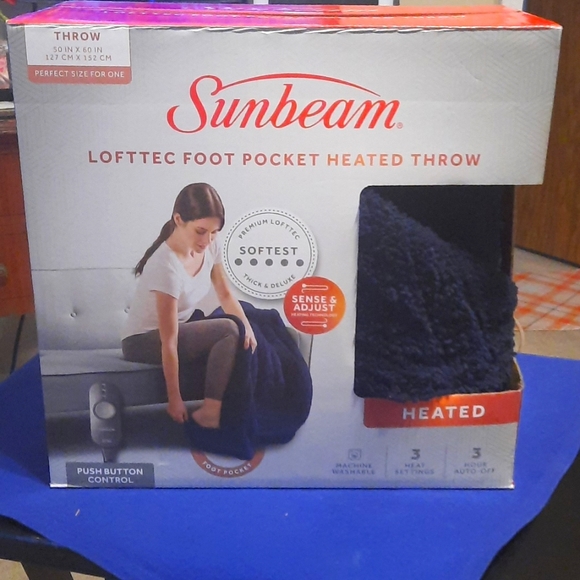 THROW
50 IN X 60 IN
127 CM X 152 CM
PERFECT SIZE FOR ONE
Sunbeam®
LOFTTEC FOOT POCKET HEATED THROW
PREMIUM LOFTTEC
SOFTEST
THICK & DELUXE
SENSE &
ADJUST
HEATED
FOOT POCKET
PUSH BUTTON
CONTROL
MACHINE
WASHABLE
3
HEAT
SETTINGS
3
HOUR
AUTO-OFF